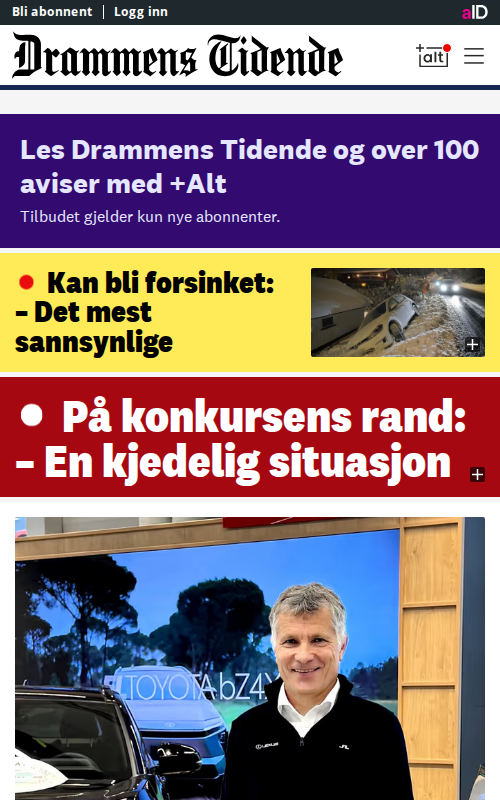 Bli abonnent | Logg inn
aID
Drammens Tidende
+alt
Les Drammens Tidende og over 100
aviser med +Alt
Tilbudet gjelder kun nye abonnenter.
Kan bli forsinket:
– Det mest
sannsynlige
På konkursens rand:
– En kjedelig situasjon
TOYOTA bZ4X
LEXUS